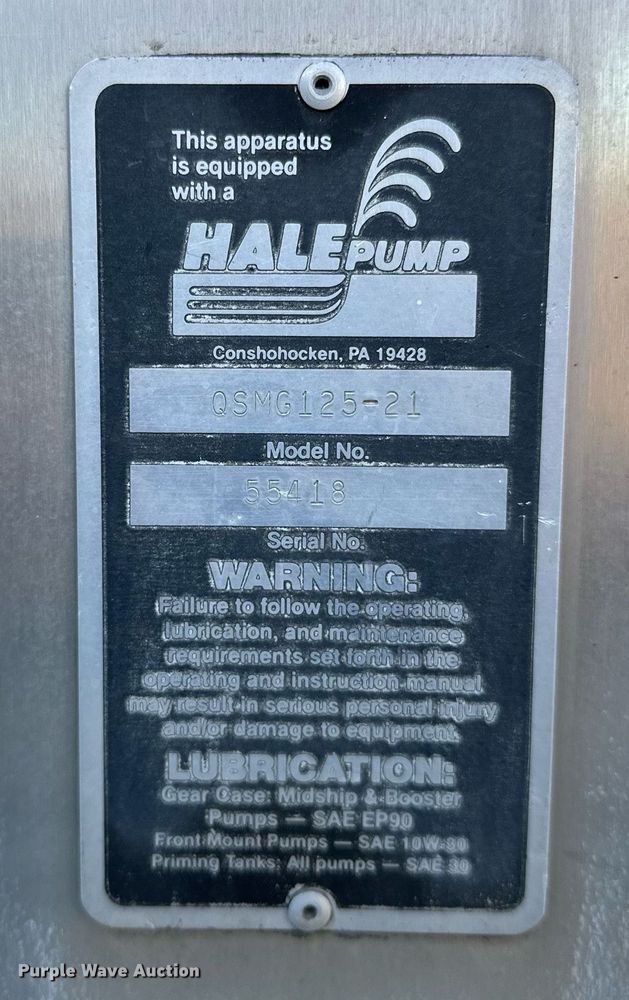 This apparatus
is equipped
with a
HALE PUMP
Conshohocken, PA 19428
QSMG125-21
Model No.
55418
Serial No.
WARNING:
Failure to follow the operating,
lubrication, and maintenance
requirements set forth in the
operating and instruction manual
may result in serious personal injury
and/or damage to equipment.
LUBRICATION:
Gear Case: Midship & Booster
Pumps — SAE EP90
Front Mount Pumps — SAE 10W-30
Priming Tanks: All pumps — SAE 30
Purple Wave Auction